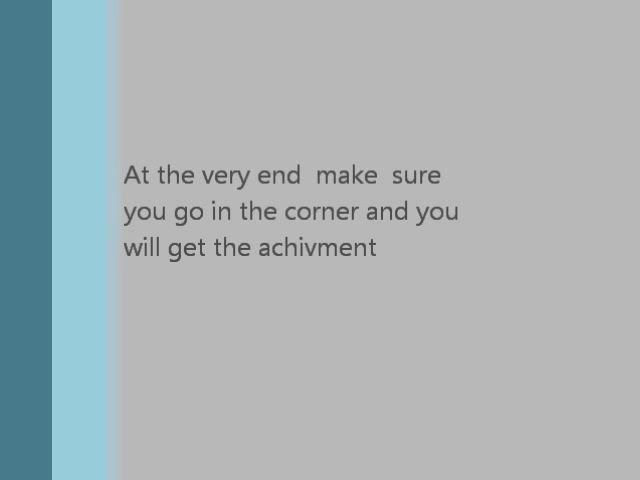 At the very end  make  sure
you go in the corner and you
will get the achivment